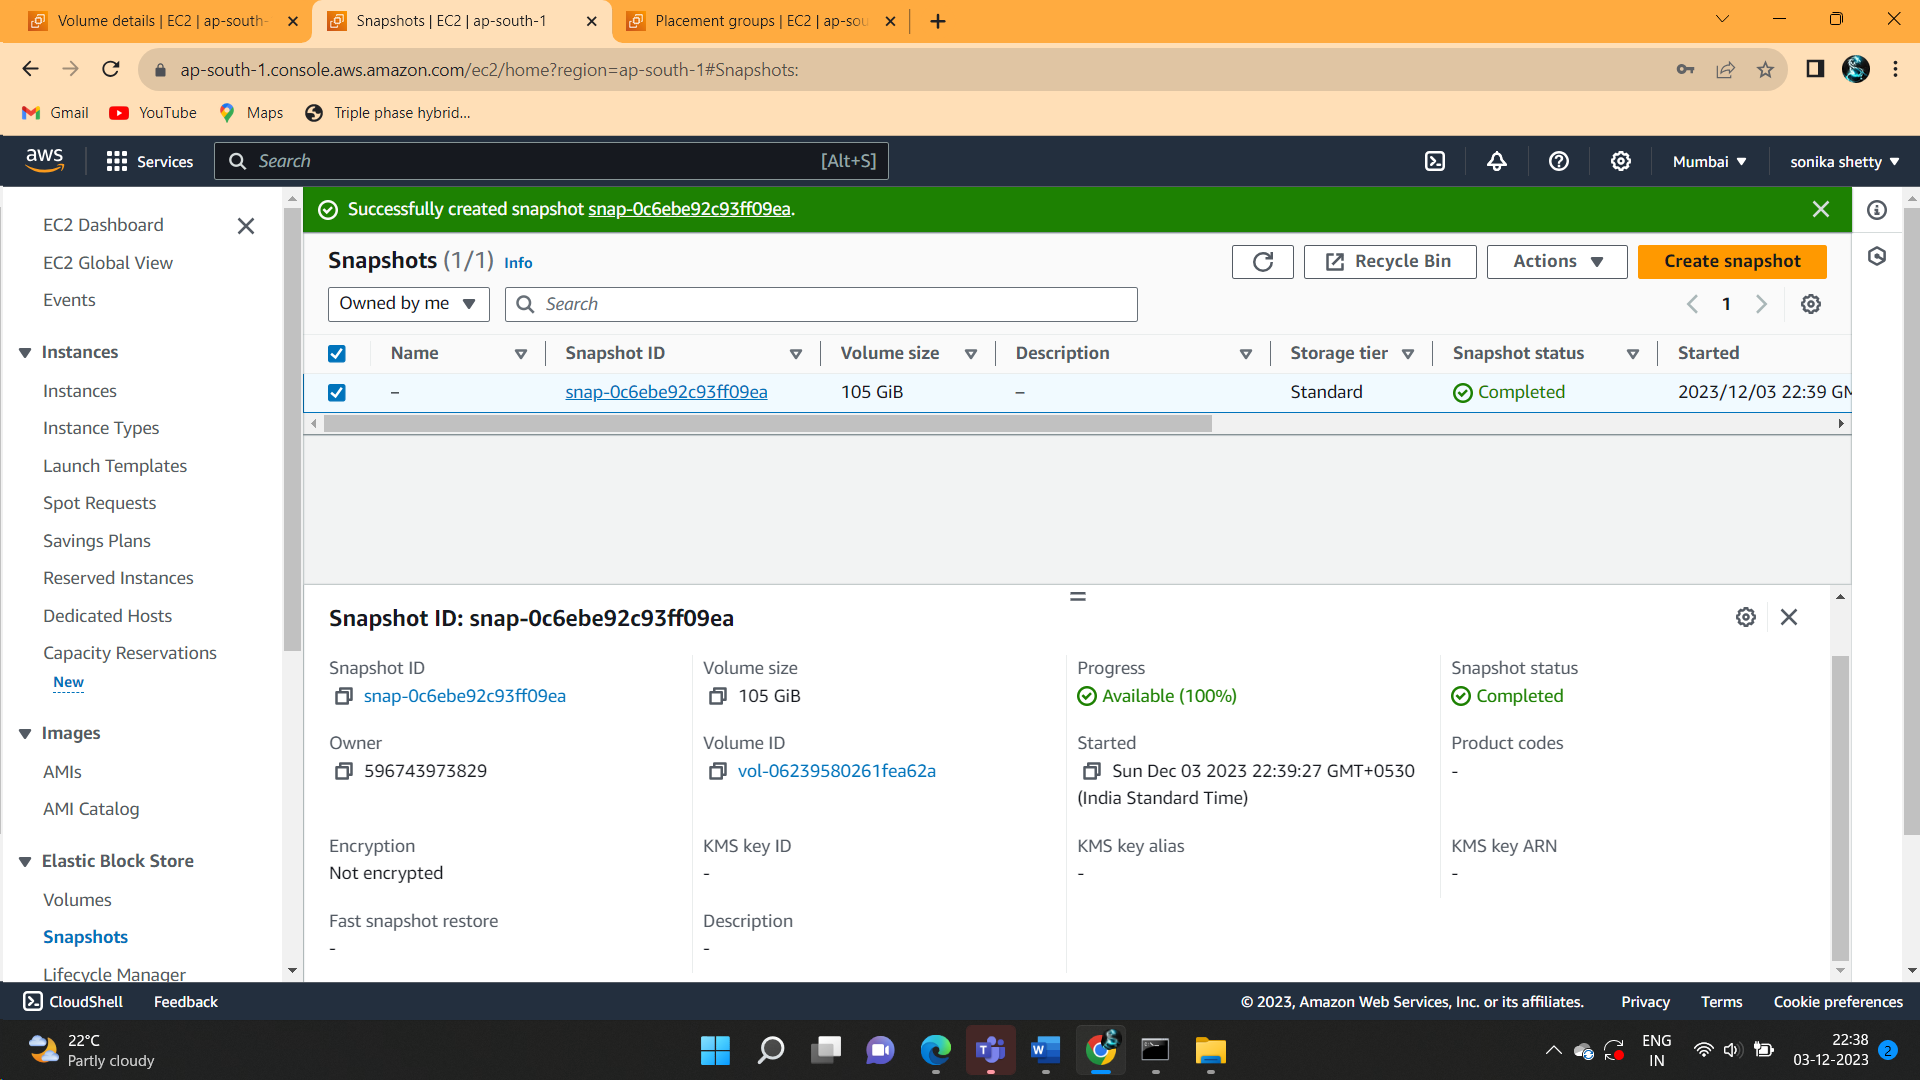 Volume details | EC2 | ap-south-
Snapshots | EC2 | ap-south-1
Placement groups | EC2 | ap-sou
ap-south-1.console.aws.amazon.com/ec2/home?region=ap-south-1#Snapshots:
Gmail YouTube Maps Triple phase hybrid...
aws Services Search [Alt+S] Mumbai sonika shetty
EC2 Dashboard
EC2 Global View
Events
Instances
Instances
Instance Types
Launch Templates
Spot Requests
Savings Plans
Reserved Instances
Dedicated Hosts
Capacity Reservations
New
Images
AMIs
AMI Catalog
Elastic Block Store
Volumes
Snapshots
Lifecycle Manager
Successfully created snapshot snap-0c6ebe92c93ff09ea.
Snapshots (1/1) Info
Recycle Bin
Actions
Create snapshot
Owned by me
Search
1
Name Snapshot ID Volume size Description Storage tier Snapshot status Started
– snap-0c6ebe92c93ff09ea 105 GiB – Standard Completed 2023/12/03 22:39 GM
Snapshot ID: snap-0c6ebe92c93ff09ea
Snapshot ID
snap-0c6ebe92c93ff09ea
Volume size
105 GiB
Progress
Available (100%)
Snapshot status
Completed
Owner
596743973829
Volume ID
vol-06239580261fea62a
Started
Sun Dec 03 2023 22:39:27 GMT+0530
(India Standard Time)
Product codes
-
Encryption
Not encrypted
KMS key ID
-
KMS key alias
-
KMS key ARN
-
Fast snapshot restore
-
Description
-
CloudShell Feedback © 2023, Amazon Web Services, Inc. or its affiliates. Privacy Terms Cookie preferences
22°C
Partly cloudy
ENG
IN
22:38
03-12-2023
2